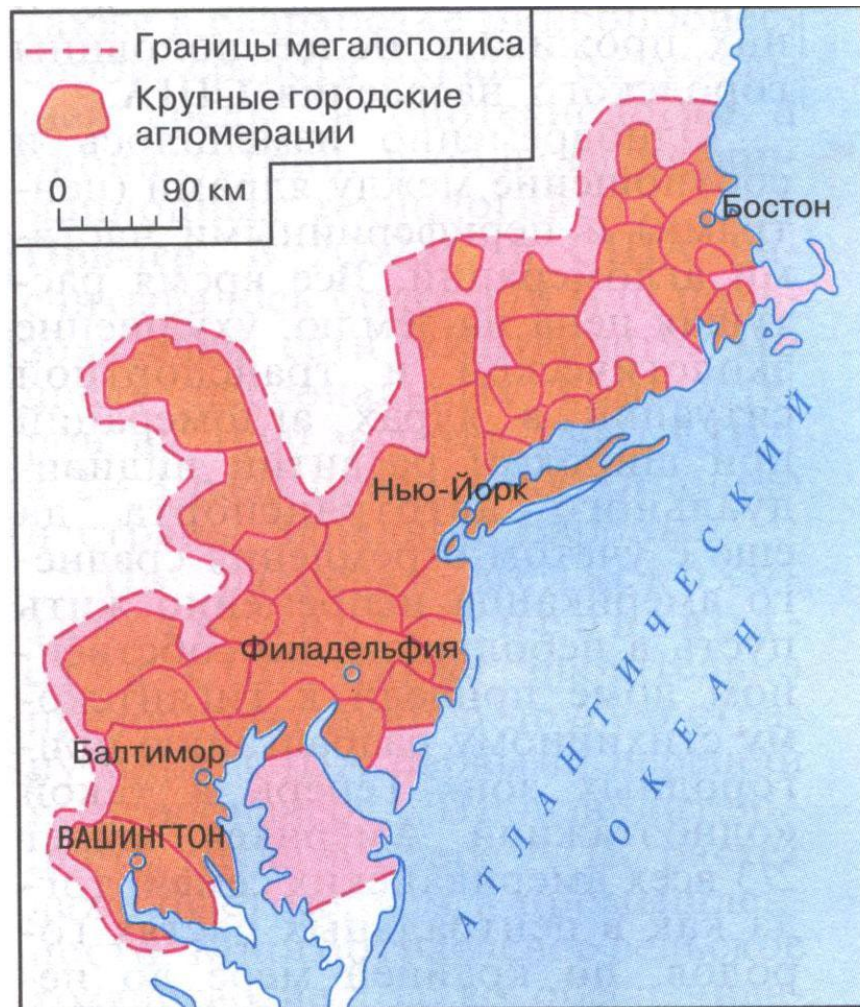 Границы мегалополиса
Крупные городские
агломерации
0 90 км
Бостон
Нью-Йорк
Филадельфия
Балтимор
ВАШИНГТОН
АТЛАНТИЧЕСКИЙ
ОКЕАН